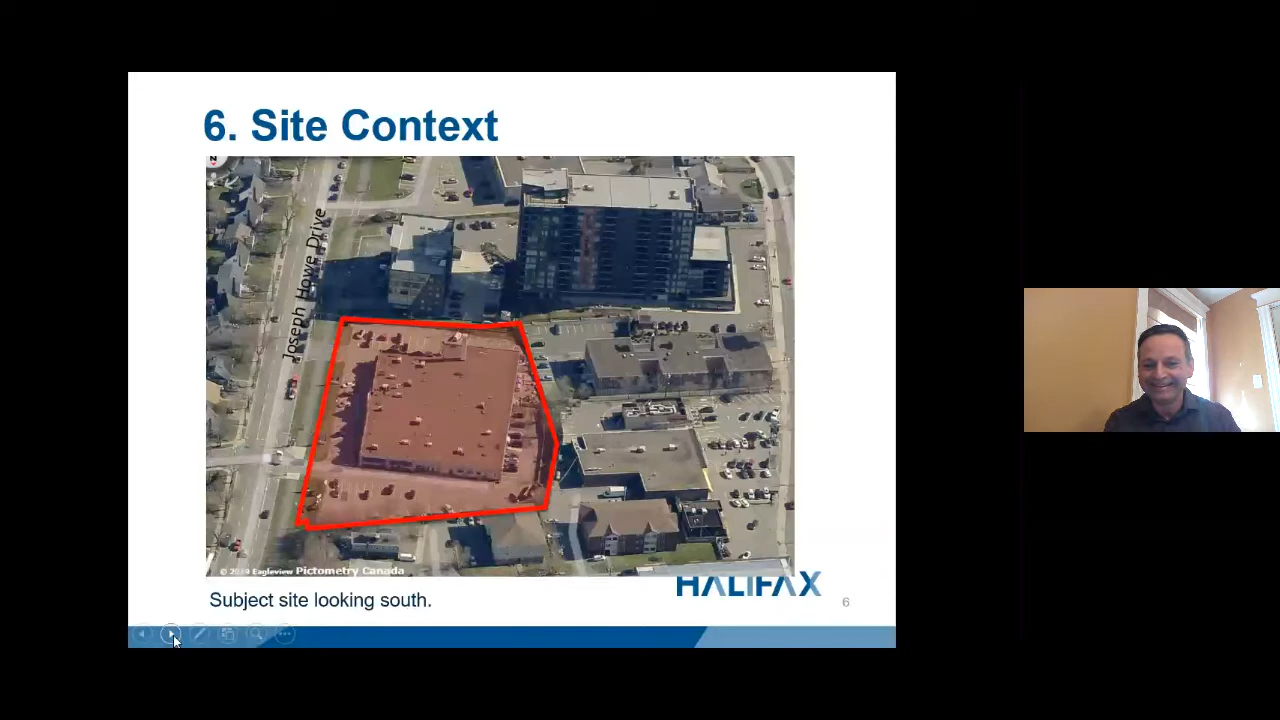 6. Site Context
N
Joseph Howe Drive
© 2019 Eagleview Pictometry Canada
HALIFAX
Subject site looking south.
6